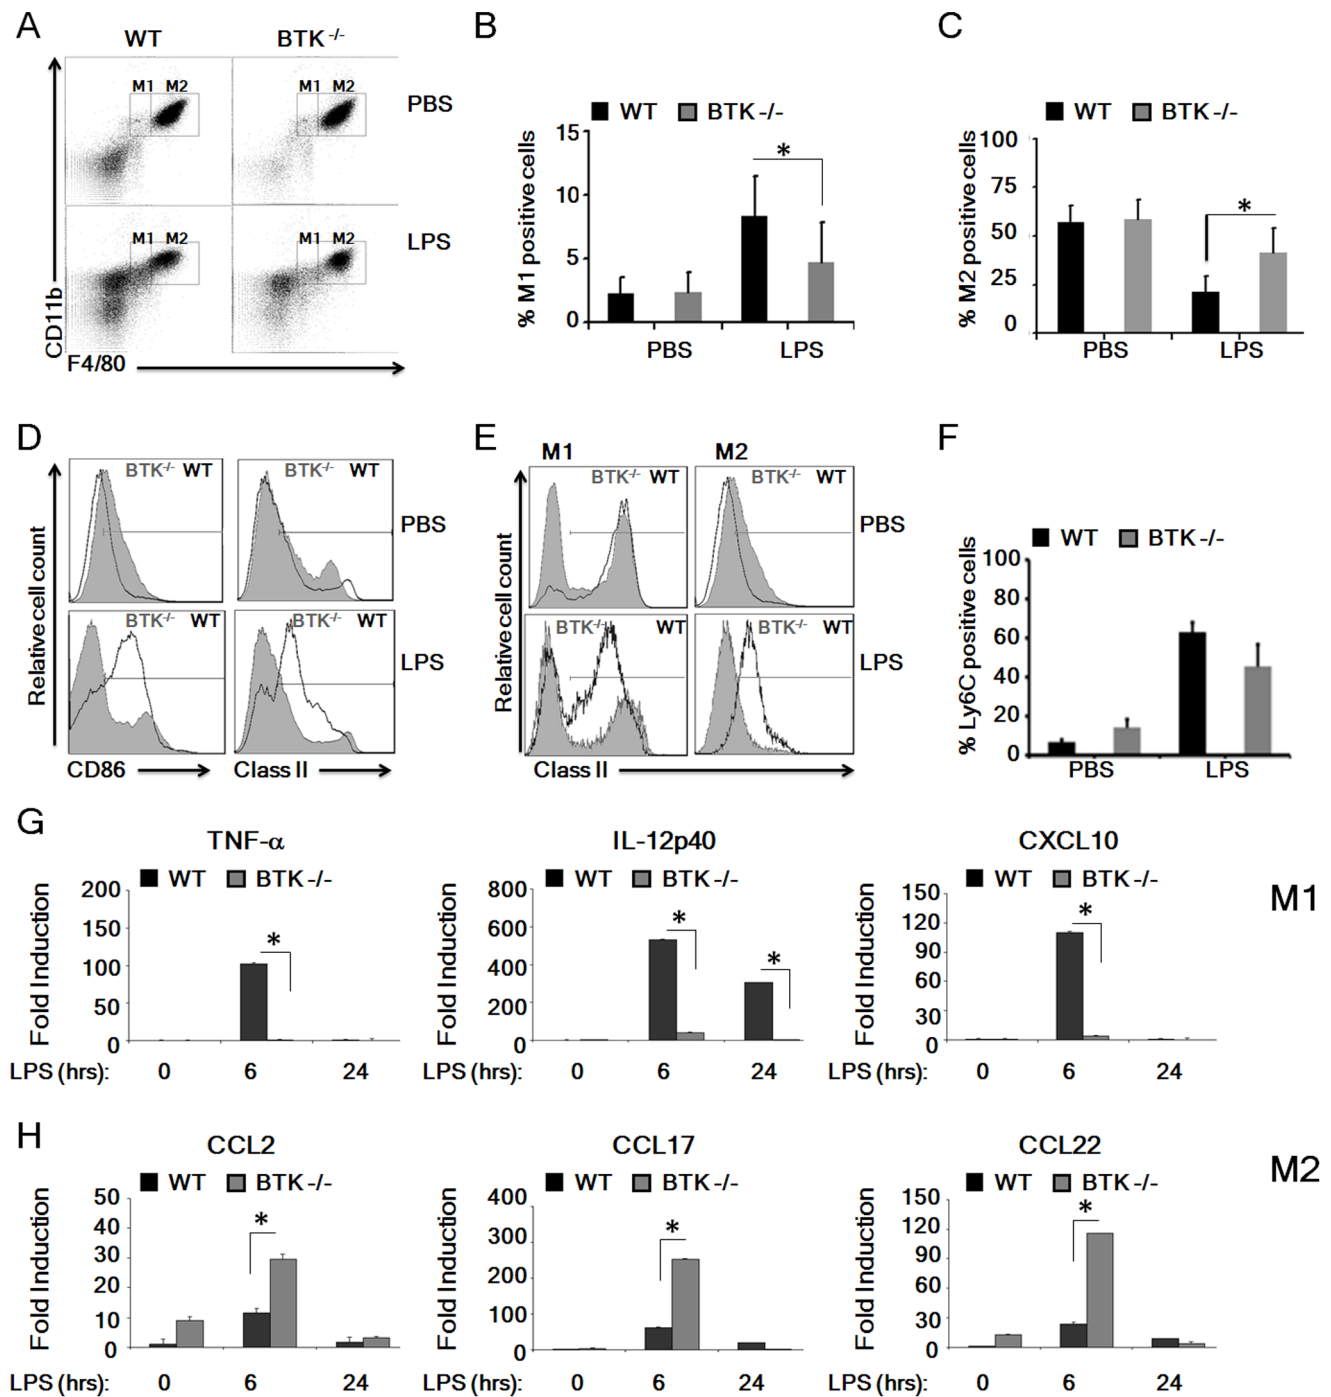 A
WT
BTK -/-
M1 M2
M1 M2
PBS
M1 M2
M1 M2
LPS
CD11b
F4/80
B
WT BTK -/-
% M1 positive cells
15
10
5
0
*
PBS LPS
C
WT BTK -/-
% M2 positive cells
100
75
50
25
0
*
PBS LPS
D
Relative cell count
BTK-/- WT
BTK-/- WT
PBS
BTK-/- WT
BTK-/- WT
LPS
CD86
Class II
E
M1
M2
Relative cell count
BTK-/- WT
BTK-/- WT
PBS
BTK-/- WT
BTK-/- WT
LPS
Class II
F
WT BTK -/-
% Ly6C positive cells
100
80
60
40
20
0
PBS LPS
G
TNF-α
WT BTK -/-
Fold Induction
200
150
100
50
0
*
LPS (hrs): 0 6 24
IL-12p40
WT BTK -/-
Fold Induction
800
600
400
200
0
*
*
LPS (hrs): 0 6 24
CXCL10
WT BTK -/-
Fold Induction
150
120
90
60
30
0
*
LPS (hrs): 0 6 24
M1
H
CCL2
WT BTK -/-
Fold Induction
50
40
30
20
10
0
*
LPS (hrs): 0 6 24
CCL17
WT BTK -/-
Fold Induction
400
300
200
100
0
*
LPS (hrs): 0 6 24
CCL22
WT BTK -/-
Fold Induction
150
120
90
60
30
0
*
LPS (hrs): 0 6 24
M2